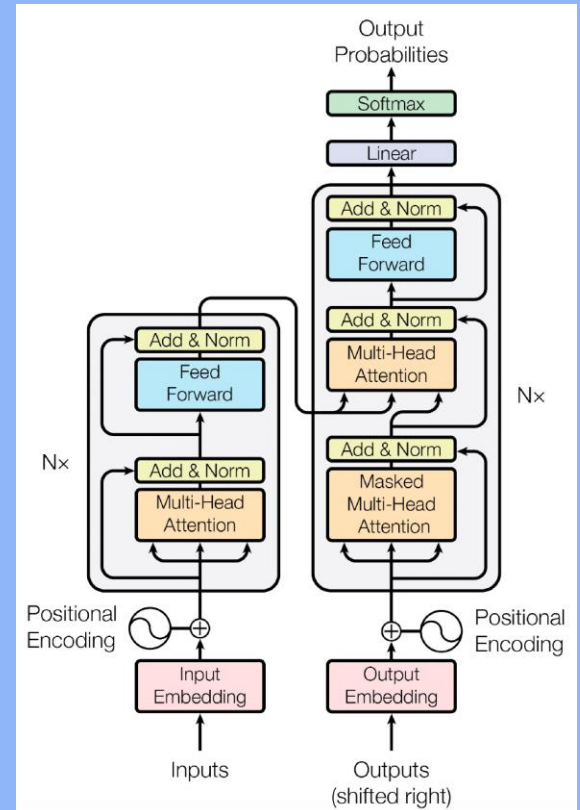 Output
Probabilities
Softmax
Linear
Add & Norm
Feed
Forward
Add & Norm
Multi-Head
Attention
Add & Norm
Masked
Multi-Head
Attention
Nx
Add & Norm
Feed
Forward
Add & Norm
Multi-Head
Attention
Nx
Positional
Encoding
Positional
Encoding
Input
Embedding
Output
Embedding
Inputs
Outputs
(shifted right)